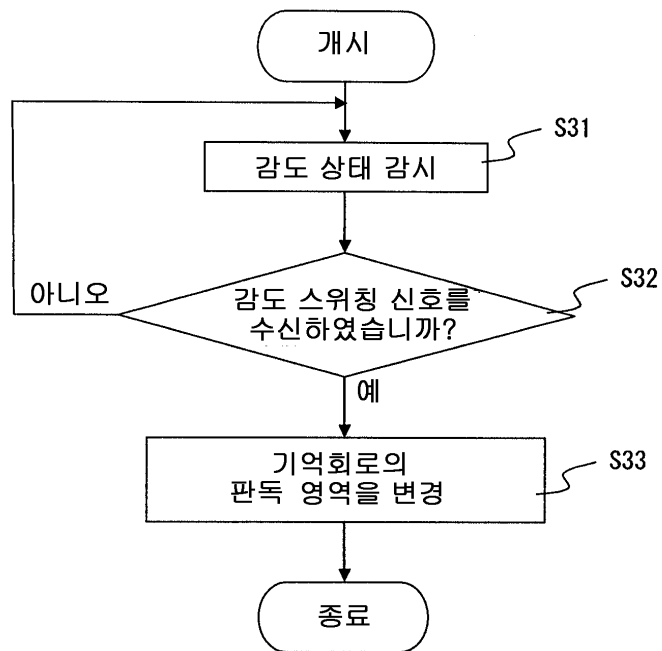 개시
S31
감도 상태 감시
S32
아니오
감도 스위칭 신호를
수신하였습니까?
예
S33
기억회로의
판독 영역을 변경
종료